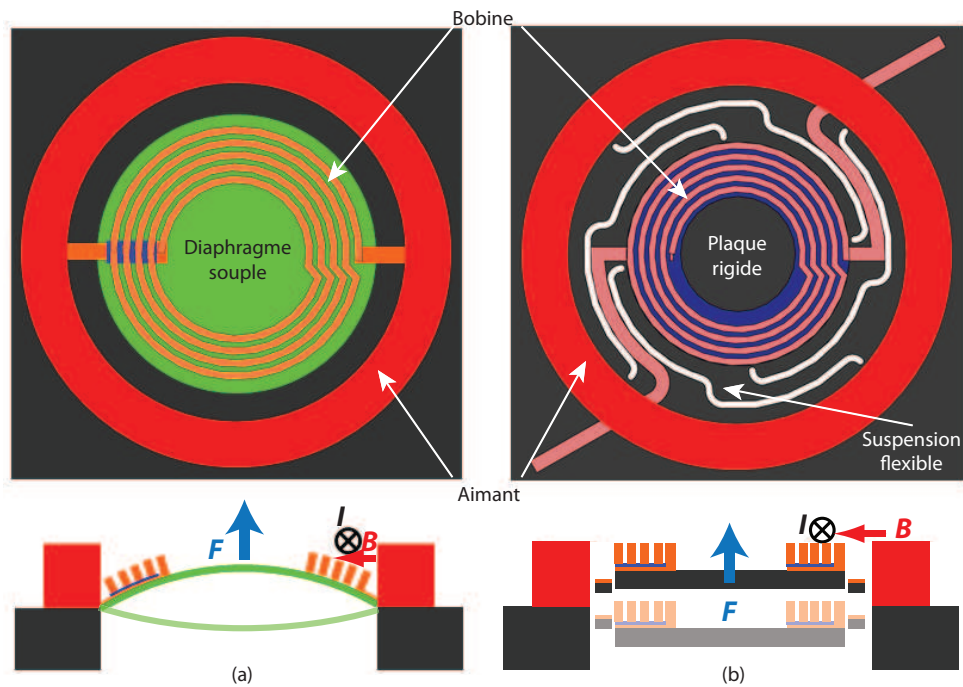 Bobine
Diaphragme
souple
Plaque
rigide
Suspension
flexible
Aimant
F
I
B
I
B
F
(a)
(b)